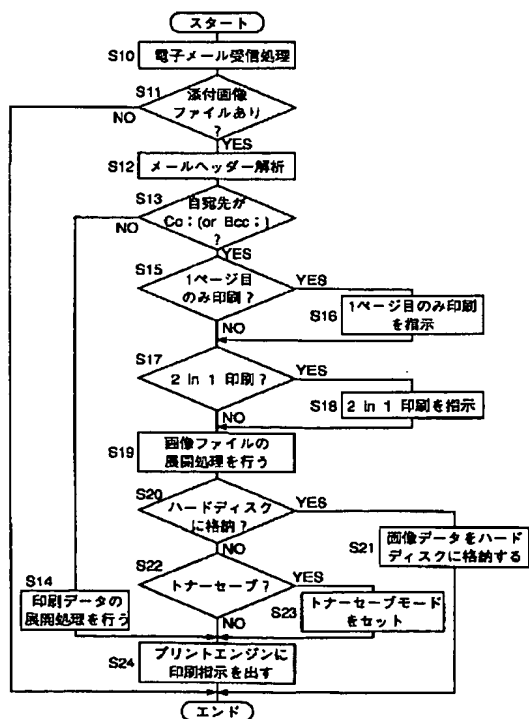 スタート
S10
電子メール受信処理
S11
添付画像
ファイルあり
?
NO
YES
S12
メールヘッダー解析
S13
自宛先が
Cc:(or Bcc:)
?
NO
YES
S15
1ページ目
のみ印刷?
YES
S16
1ページ目のみ印刷
を指示
NO
S17
2 in 1 印刷?
YES
S18
2 in 1 印刷を指示
NO
S19
画像ファイルの
展開処理を行う
S20
ハードディスク
に格納?
YES
S21
画像データをハード
ディスクに格納する
NO
S22
トナーセーブ?
YES
S23
トナーセーブモード
をセット
NO
S14
印刷データの
展開処理を行う
S24
プリントエンジンに
印刷指示を出す
エンド